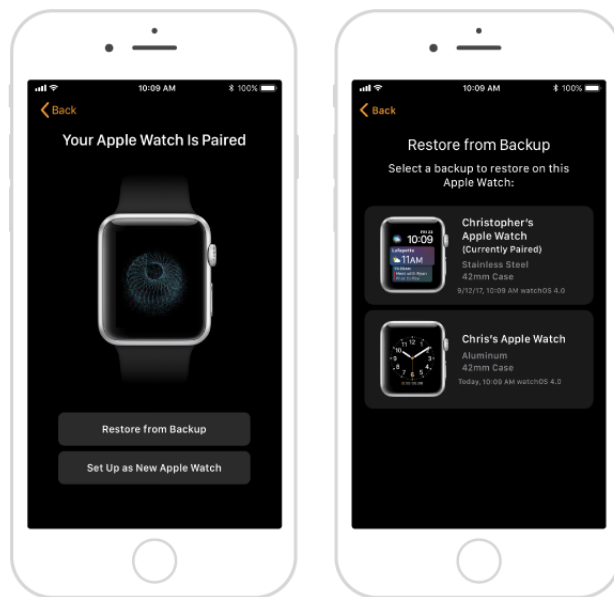 10:09 AM
100%
Back
Your Apple Watch Is Paired
Restore from Backup
Set Up as New Apple Watch
10:09 AM
100%
Back
Restore from Backup
Select a backup to restore on this
Apple Watch:
10:09
Lafayette
11AM
Christopher's
Apple Watch
(Currently Paired)
Stainless Steel
42mm Case
9/12/17, 10:09 AM watchOS 4.0
Chris's Apple Watch
Aluminum
42mm Case
Today, 10:09 AM watchOS 4.0